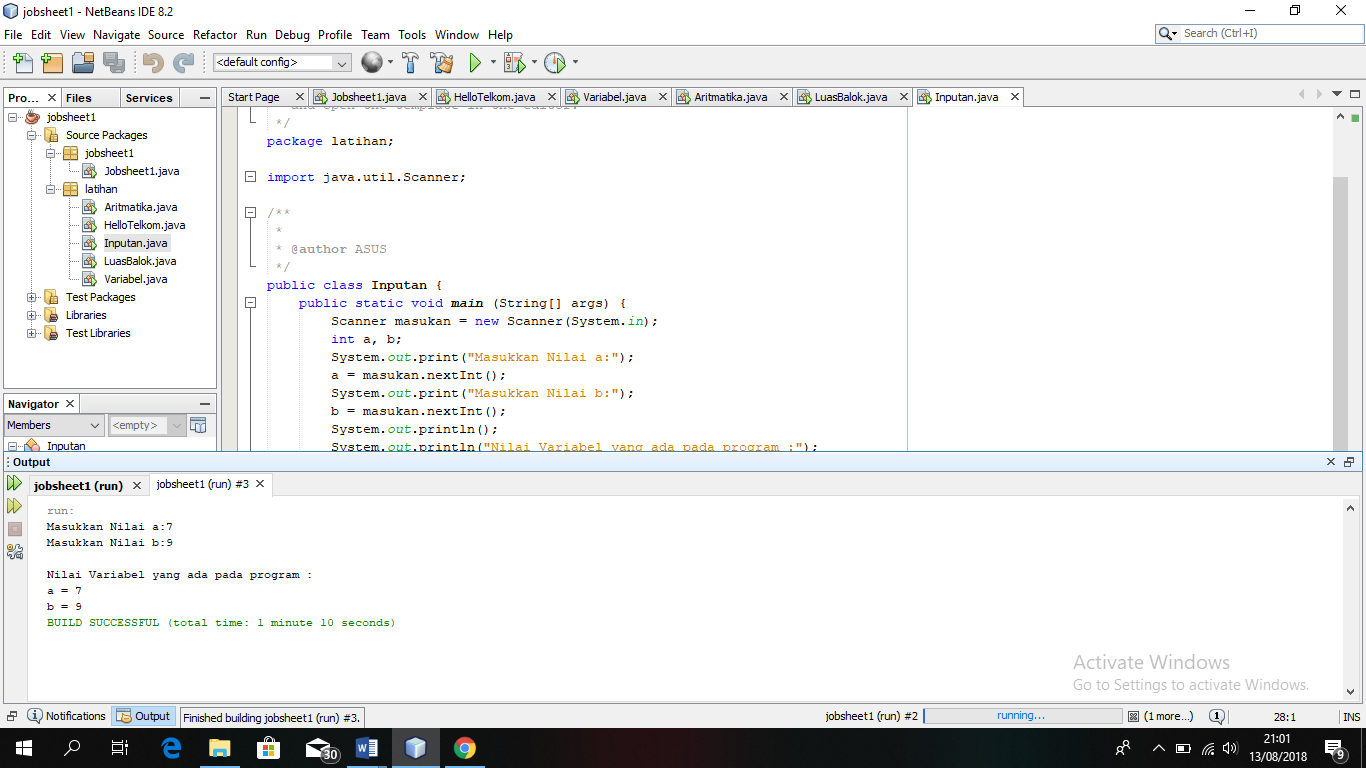 jobsheet1 - NetBeans IDE 8.2
File Edit View Navigate Source Refactor Run Debug Profile Team Tools Window Help
Search (Ctrl+I)
<default config>
Pro... Files Services
Start Page Jobsheet1.java HelloTelkom.java Variabel.java Aritmatika.java LuasBalok.java Inputan.java
jobsheet1
Source Packages
jobsheet1
Jobsheet1.java
latihan
Aritmatika.java
HelloTelkom.java
Inputan.java
LuasBalok.java
Variabel.java
Test Packages
Libraries
Test Libraries
Navigator
Members <empty>
Inputan
and open the template in the editor.
*/
package latihan;
import java.util.Scanner;
/**
*
* @author ASUS
*/
public class Inputan {
public static void main (String[] args) {
Scanner masukan = new Scanner(System.in);
int a, b;
System.out.print("Masukkan Nilai a:");
a = masukan.nextInt();
System.out.print("Masukkan Nilai b:");
b = masukan.nextInt();
System.out.println();
System.out.println("Nilai Variabel yang ada pada program :");
Output
jobsheet1 (run) jobsheet1 (run) #3
run:
Masukkan Nilai a:7
Masukkan Nilai b:9
Nilai Variabel yang ada pada program :
a = 7
b = 9
BUILD SUCCESSFUL (total time: 1 minute 10 seconds)
Activate Windows
Go to Settings to activate Windows.
Notifications Output Finished building jobsheet1 (run) #3. jobsheet1 (run) #2 running... (1 more...) 1 28:1 INS
30
21:01
13/08/2018
9